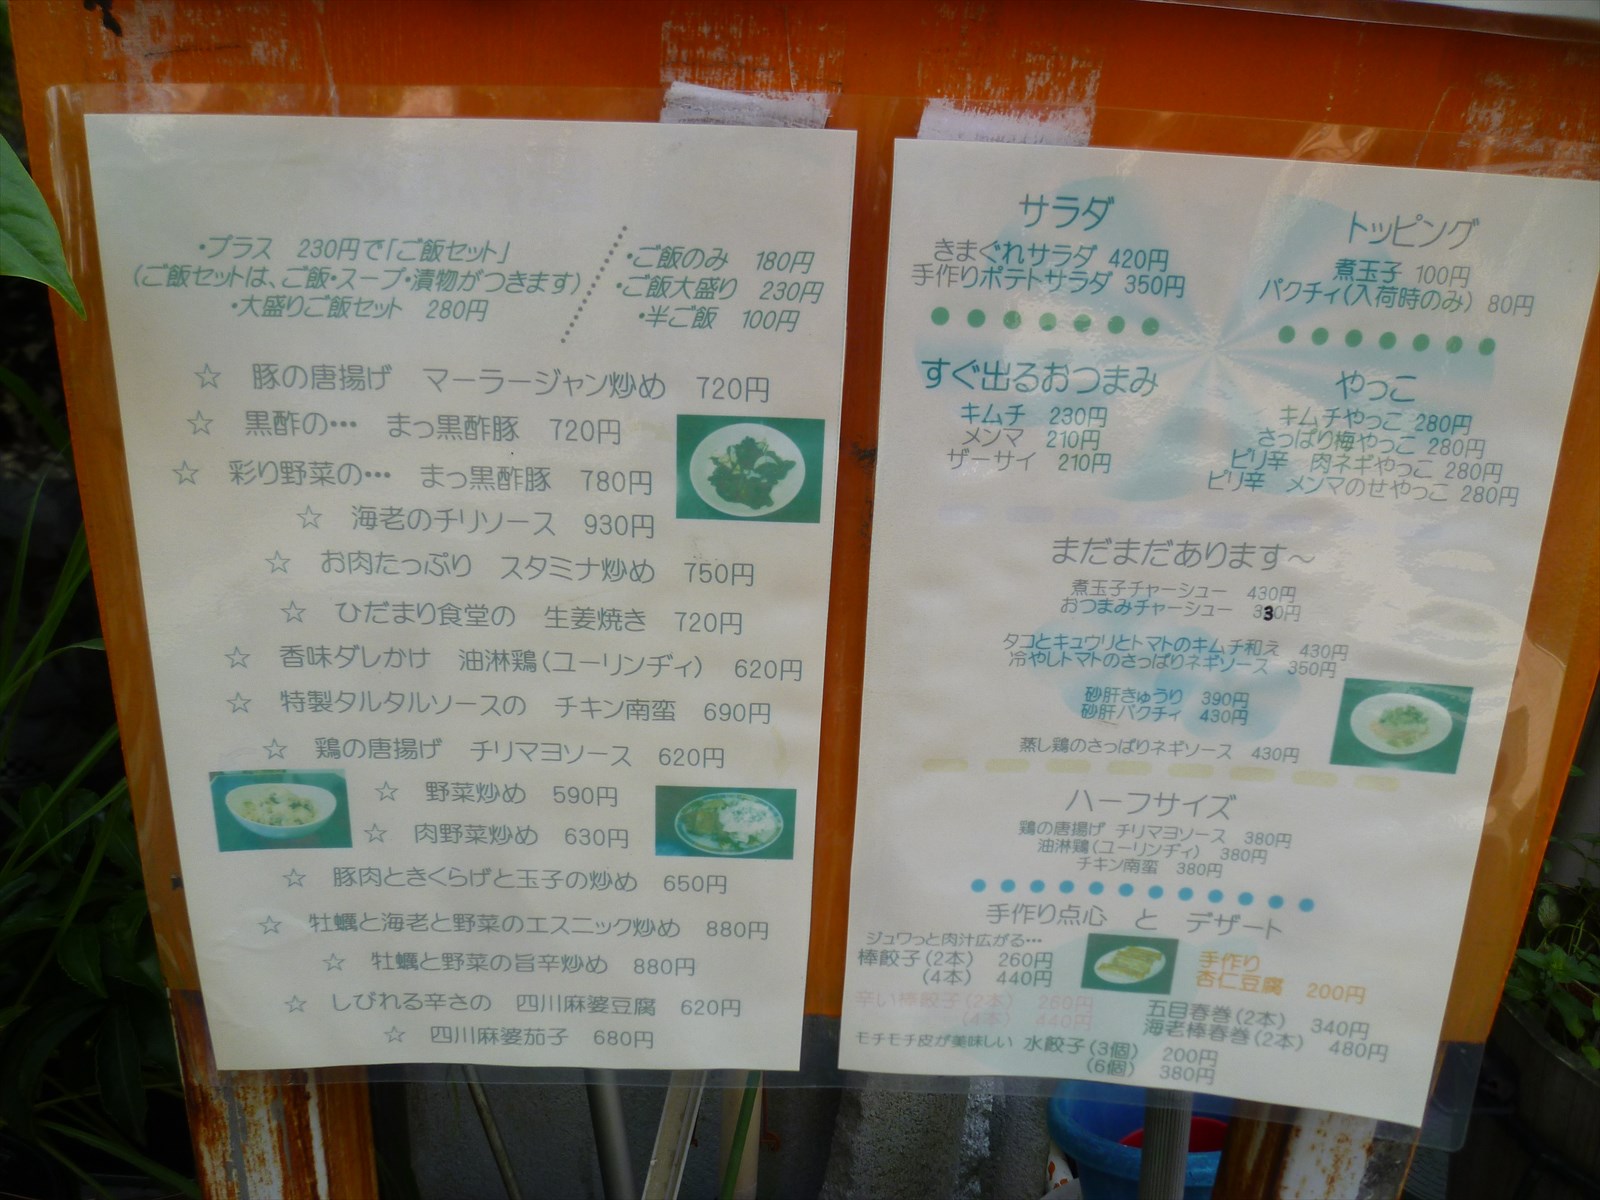 ・プラス 230円で「ご飯セット」
(ご飯セットは、ご飯・スープ・漬物がつきます)
・大盛りご飯セット 280円
・ご飯のみ 180円
・ご飯大盛り 230円
・半ご飯 100円
☆ 豚の唐揚げ マーラージャン炒め 720円
☆ 黒酢の… まっ黒酢豚 720円
☆ 彩り野菜の… まっ黒酢豚 780円
☆ 海老のチリソース 930円
☆ お肉たっぷり スタミナ炒め 750円
☆ ひだまり食堂の 生姜焼き 720円
☆ 香味ダレかけ 油淋鶏(ユーリンヂィ) 620円
☆ 特製タルタルソースの チキン南蛮 690円
☆ 鶏の唐揚げ チリマヨソース 620円
☆ 野菜炒め 590円
☆ 肉野菜炒め 630円
☆ 豚肉ときくらげと玉子の炒め 650円
☆ 牡蠣と海老と野菜のエスニック炒め 880円
☆ 牡蠣と野菜の旨辛炒め 880円
☆ しびれる辛さの 四川麻婆豆腐 620円
☆ 四川麻婆茄子 680円
サラダ
きまぐれサラダ 420円
手作りポテトサラダ 350円
トッピング
煮玉子 100円
パクチィ(入荷時のみ) 80円
すぐ出るおつまみ
キムチ 230円
メンマ 210円
ザーサイ 210円
やっこ
キムチやっこ 280円
さっぱり梅やっこ 280円
ピリ辛 肉ネギやっこ 280円
ピリ辛 メンマのせやっこ 280円
まだまだあります～
煮玉子チャーシュー 430円
おつまみチャーシュー 330円
タコとキュウリとトマトのキムチ和え 430円
冷やしトマトのさっぱりネギソース 350円
砂肝きゅうり 390円
砂肝パクチィ 430円
蒸し鶏のさっぱりネギソース 430円
ハーフサイズ
鶏の唐揚げ チリマヨソース 380円
油淋鶏(ユーリンヂィ) 380円
チキン南蛮 380円
手作り点心 と デザート
ジュワっと肉汁広がる…
棒餃子(2本) 260円
(4本) 440円
辛い棒餃子(2本) 260円
(4本) 440円
モチモチ皮が美味しい 水餃子(3個) 200円
(6個) 380円
手作り
杏仁豆腐 200円
五目春巻(2本) 340円
海老棒春巻(2本) 480円